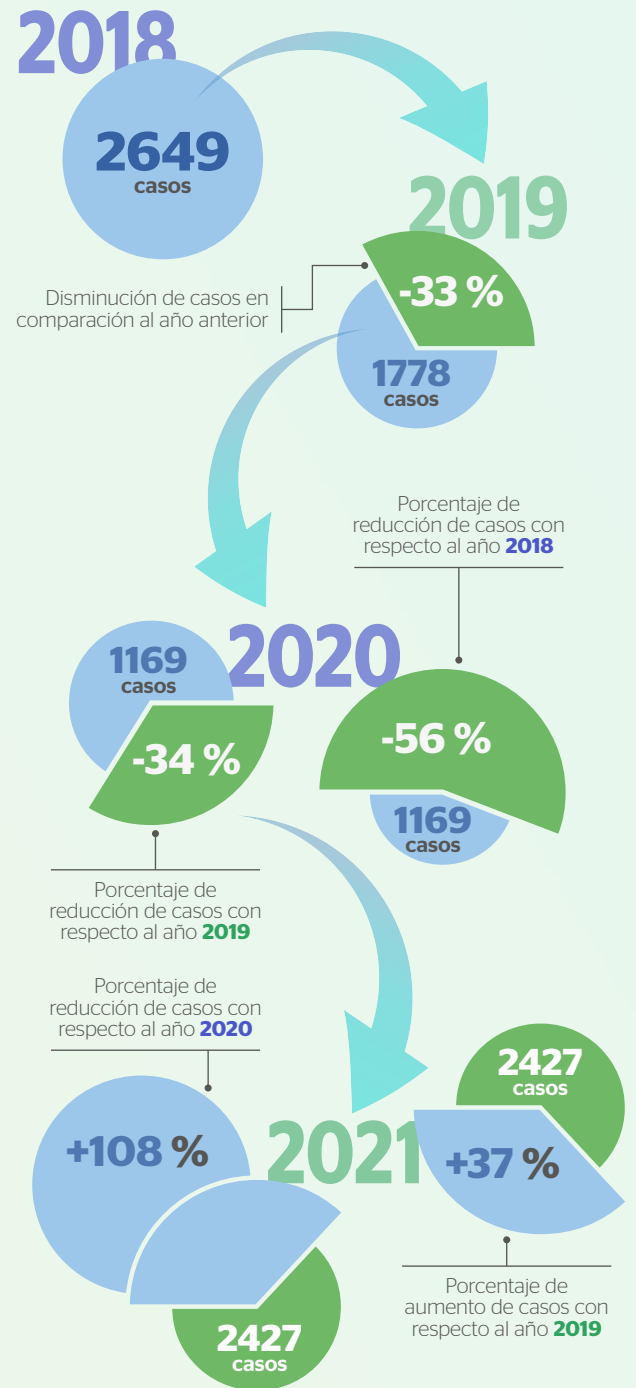 2018
2649
casos
2019
-33 %
Disminución de casos en
comparación al año anterior
1778
casos
Porcentaje de
reducción de casos con
respecto al año 2018
2020
1169
casos
-34 %
-56 %
1169
casos
Porcentaje de
reducción de casos con
respecto al año 2019
Porcentaje de
reducción de casos con
respecto al año 2020
2021
+108 %
2427
casos
2427
casos
+37 %
Porcentaje de
aumento de casos con
respecto al año 2019